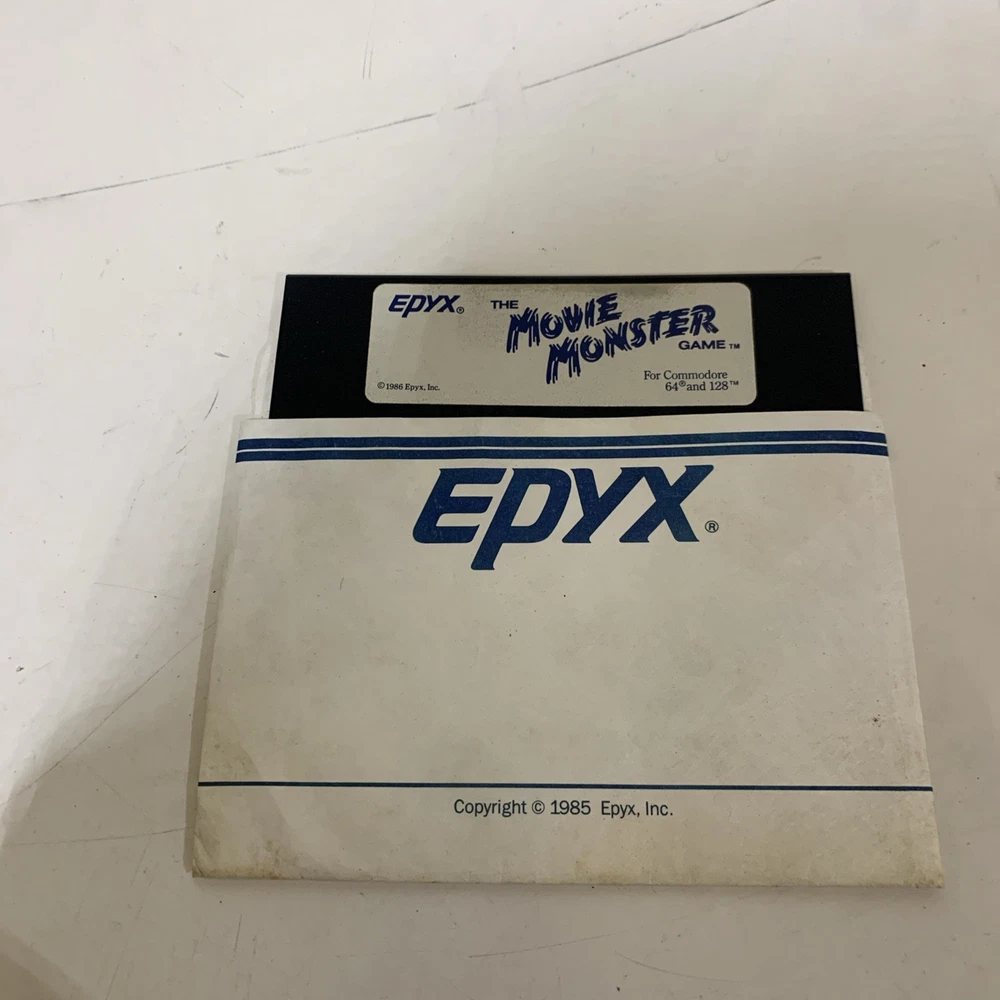 EPYX®
THE MOVIE
MONSTER
GAME™
For Commodore
64® and 128™
©1986 Epyx, Inc.
EPYX®
Copyright © 1985 Epyx, Inc.